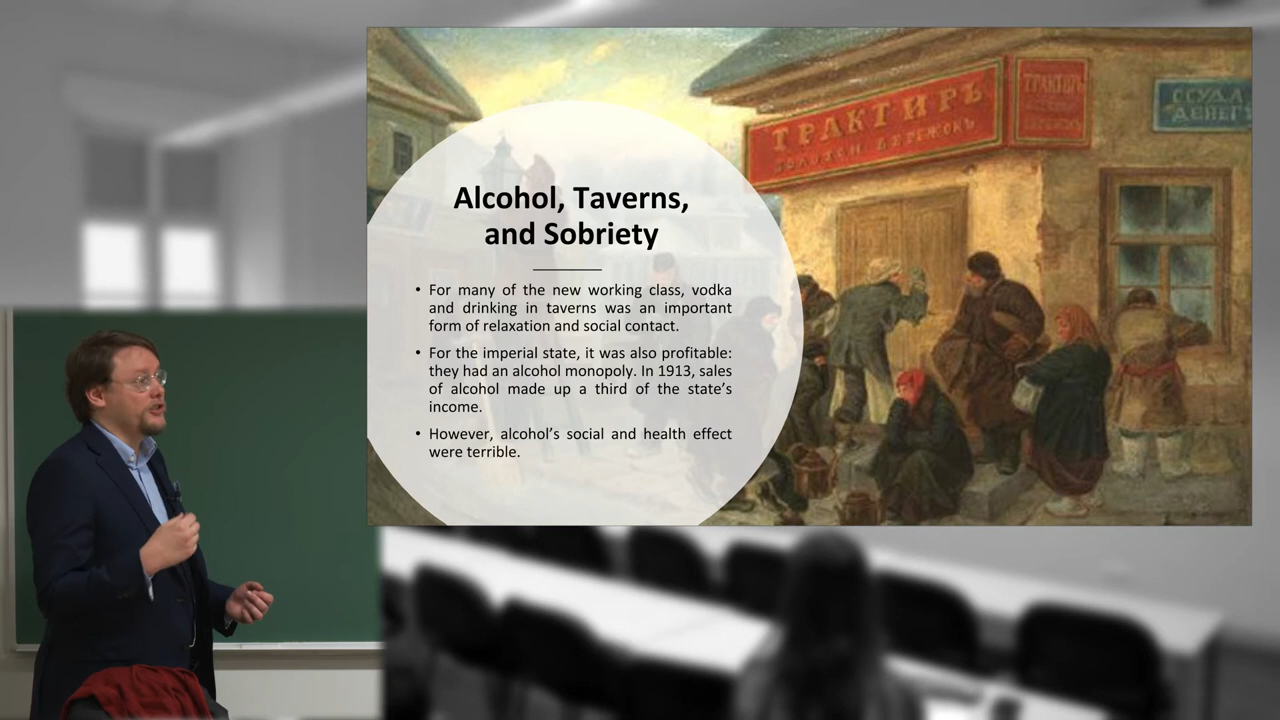 Alcohol, Taverns,
and Sobriety
• For many of the new working class, vodka
and drinking in taverns was an important
form of relaxation and social contact.
• For the imperial state, it was also profitable:
they had an alcohol monopoly. In 1913, sales
of alcohol made up a third of the state’s
income.
• However, alcohol’s social and health effect
were terrible.
ТРАКТИРЪ
БЕРЕЖОКЪ
ТРАКТИРЪ
ССУДА
ДЕНЕГЪ